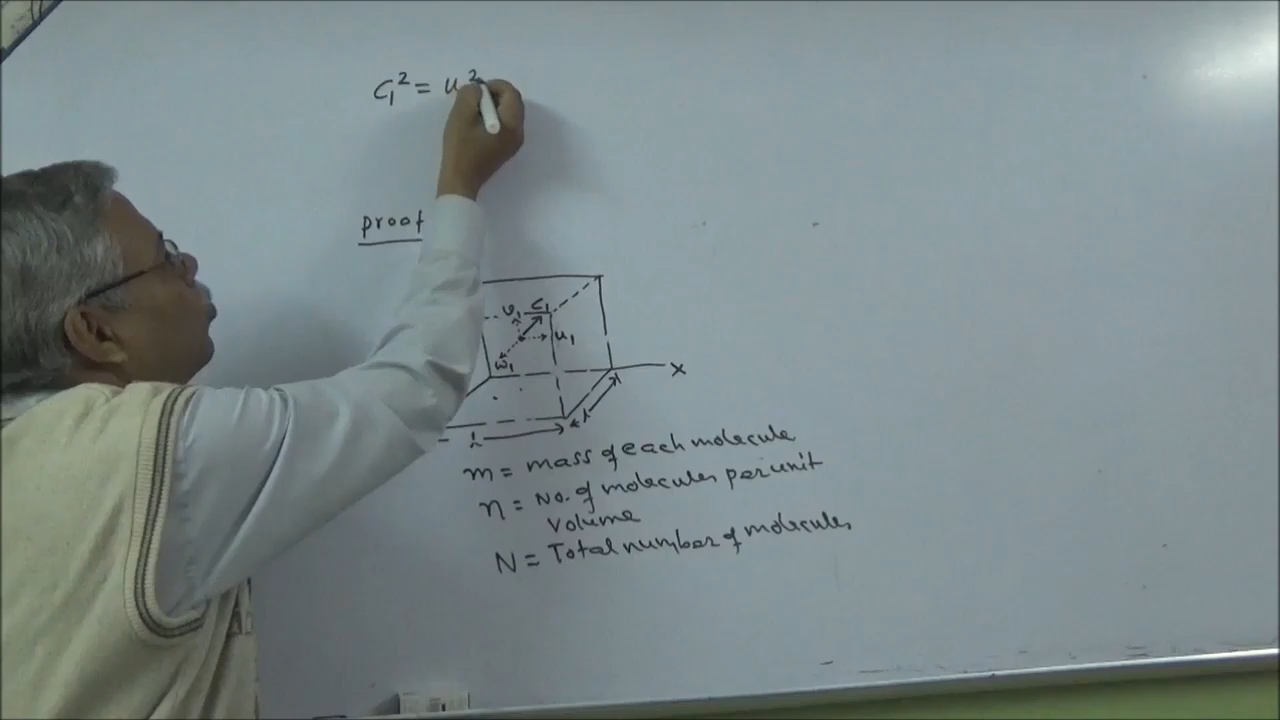 C₁² = u²
proof
v₁ C₁
u₁
w₁
X
l
l
m = mass of each molecule
n = No. of molecules per unit
volume
N = Total number of molecules